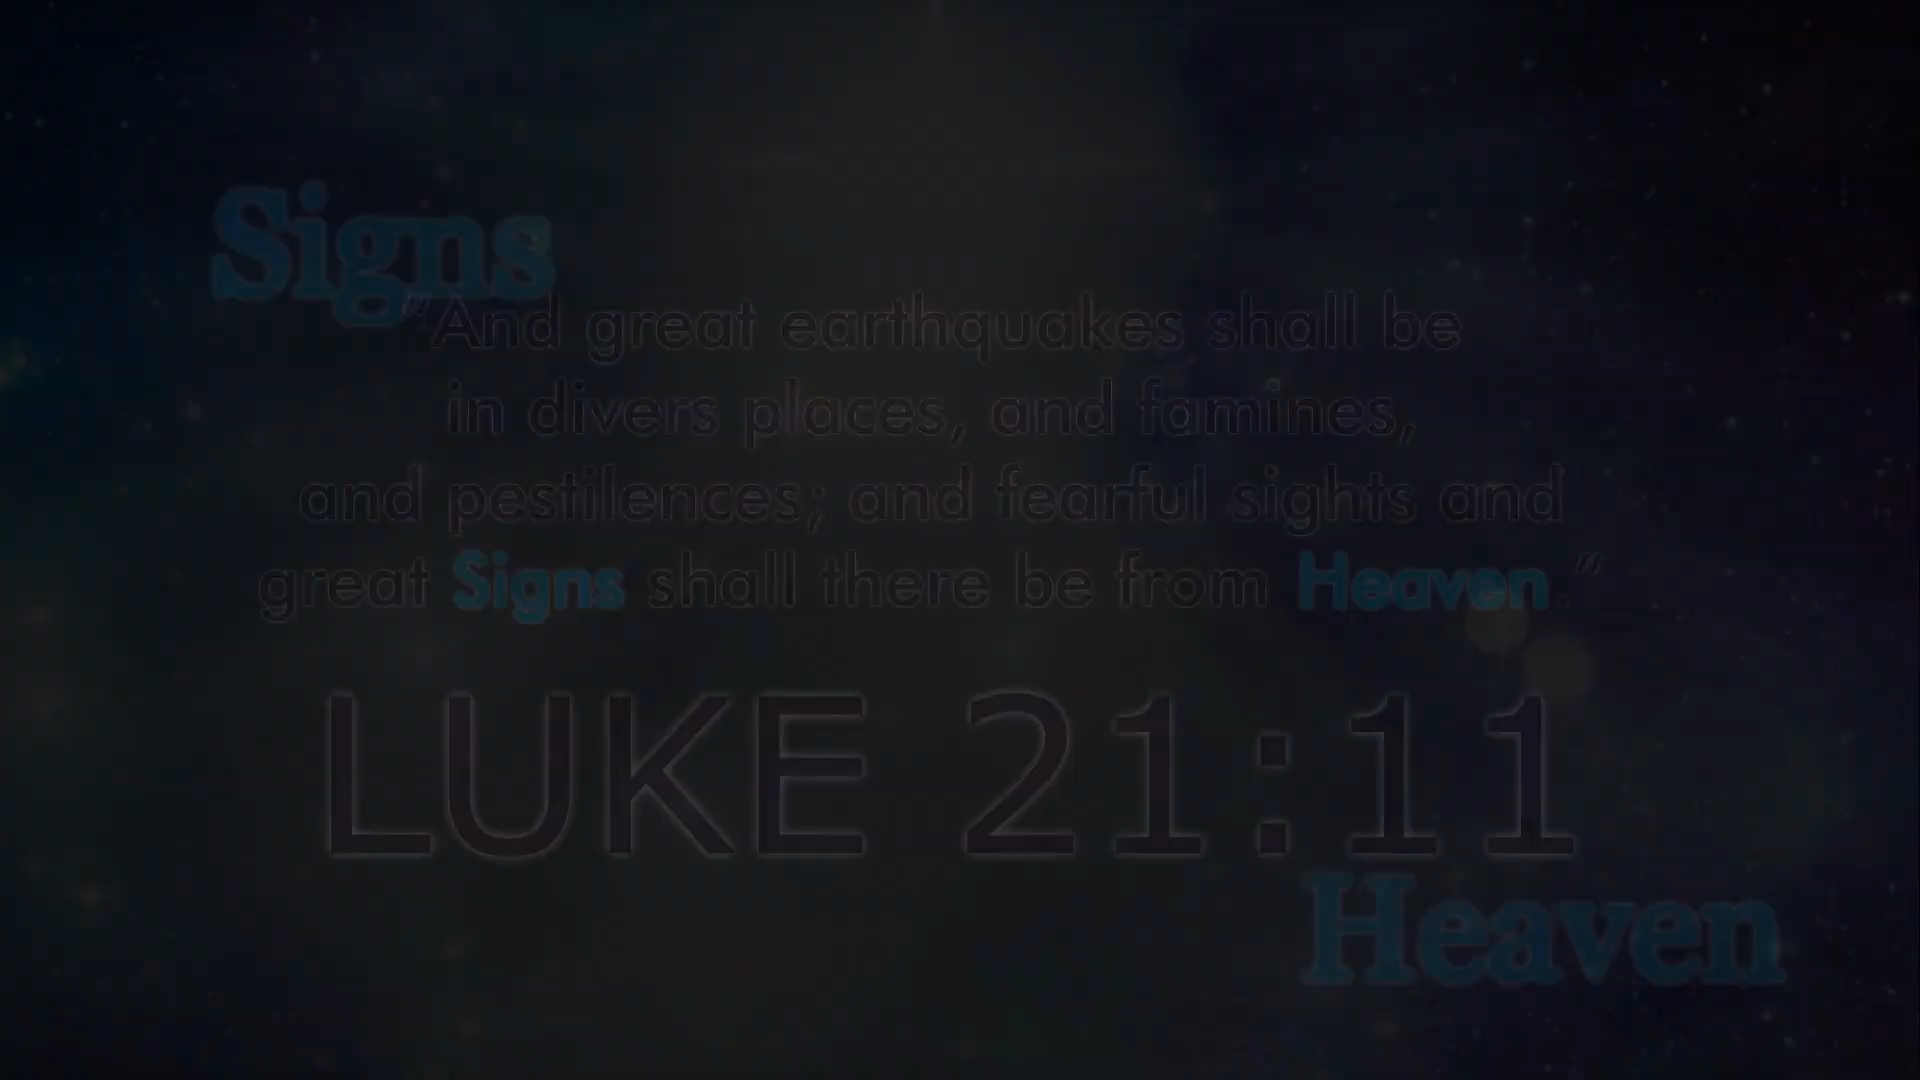 Signs
"And great earthquakes shall be
in divers places, and famines,
and pestilences; and fearful sights and
great Signs shall there be from Heaven."
LUKE 21:11
Heaven